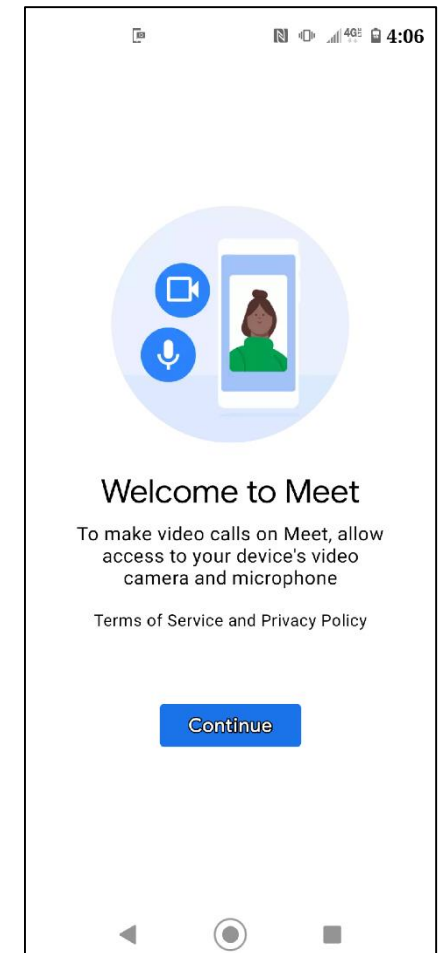 4G 4:06
Welcome to Meet
To make video calls on Meet, allow
access to your device's video
camera and microphone
Terms of Service and Privacy Policy
Continue